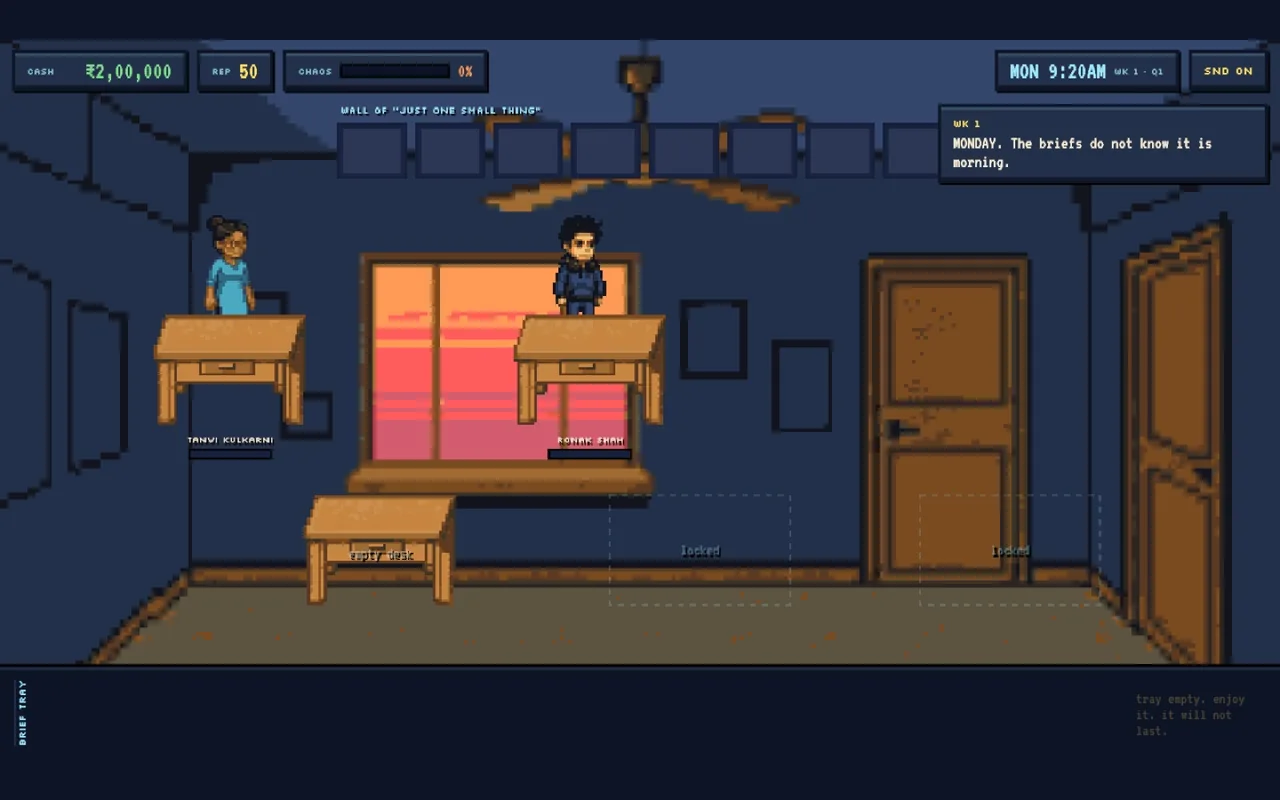 CASH ₹2,00,000
REP 50
CHAOS 0%
MON 9:20AM WK 1 · Q1
SND ON
WALL OF "JUST ONE SMALL THING"
WK 1
MONDAY. The briefs do not know it is
morning.
TANVI KULKARNI
RONAK SHAH
empty desk
locked
locked
BRIEF TRAY
tray empty. enjoy
it. it will not
last.